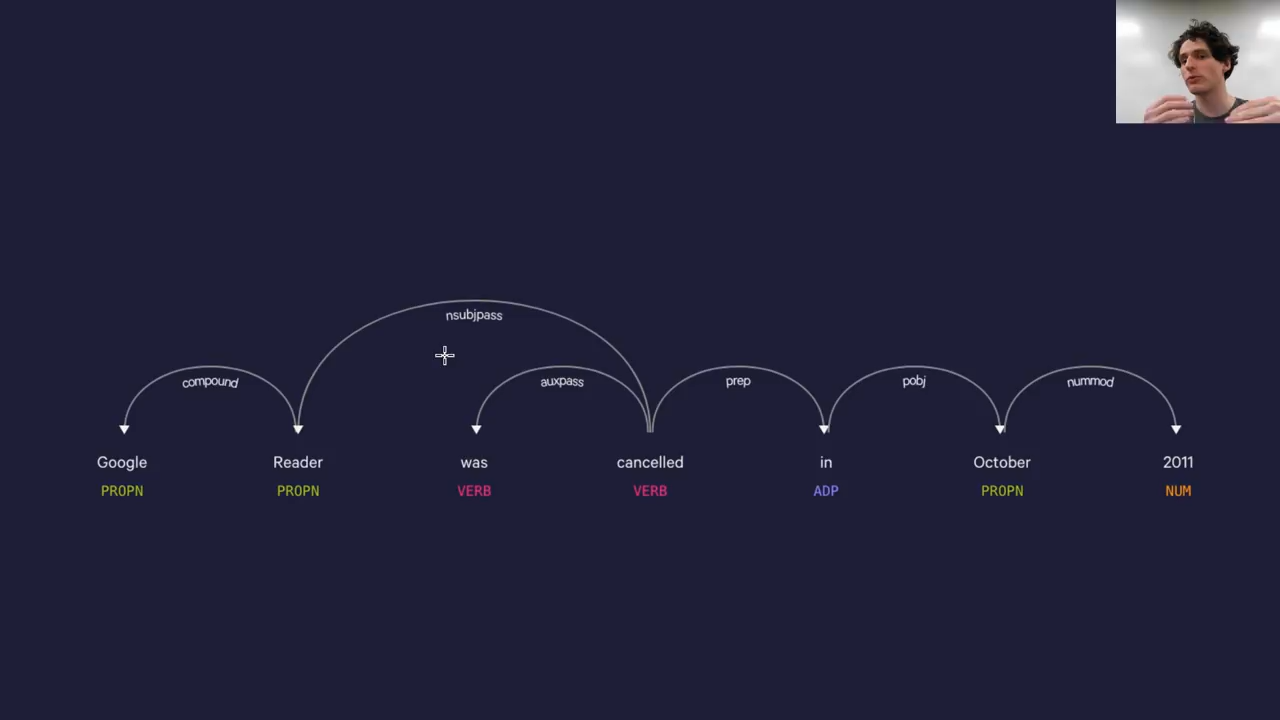 nsubjpass
compound auxpass prep pobj nummod
Google Reader was cancelled in October 2011
PROPN PROPN VERB VERB ADP PROPN NUM